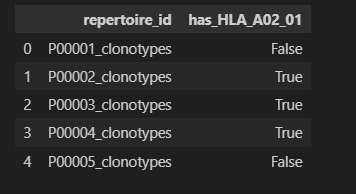 repertoire_id has_HLA_A02_01
0 P00001_clonotypes False
1 P00002_clonotypes True
2 P00003_clonotypes True
3 P00004_clonotypes True
4 P00005_clonotypes False